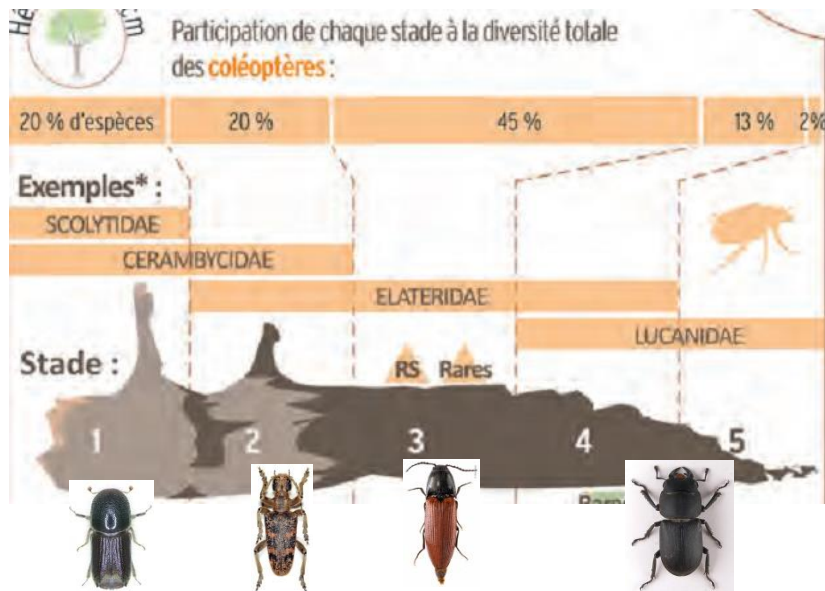 Participation de chaque stade à la diversité totale
des coléoptères :
20 % d'espèces 20 % 45 % 13 % 2%
Exemples* :
SCOLYTIDAE
CERAMBYCIDAE
ELATERIDAE
LUCANIDAE
Stade :
RS Rares
1 2 3 4 5